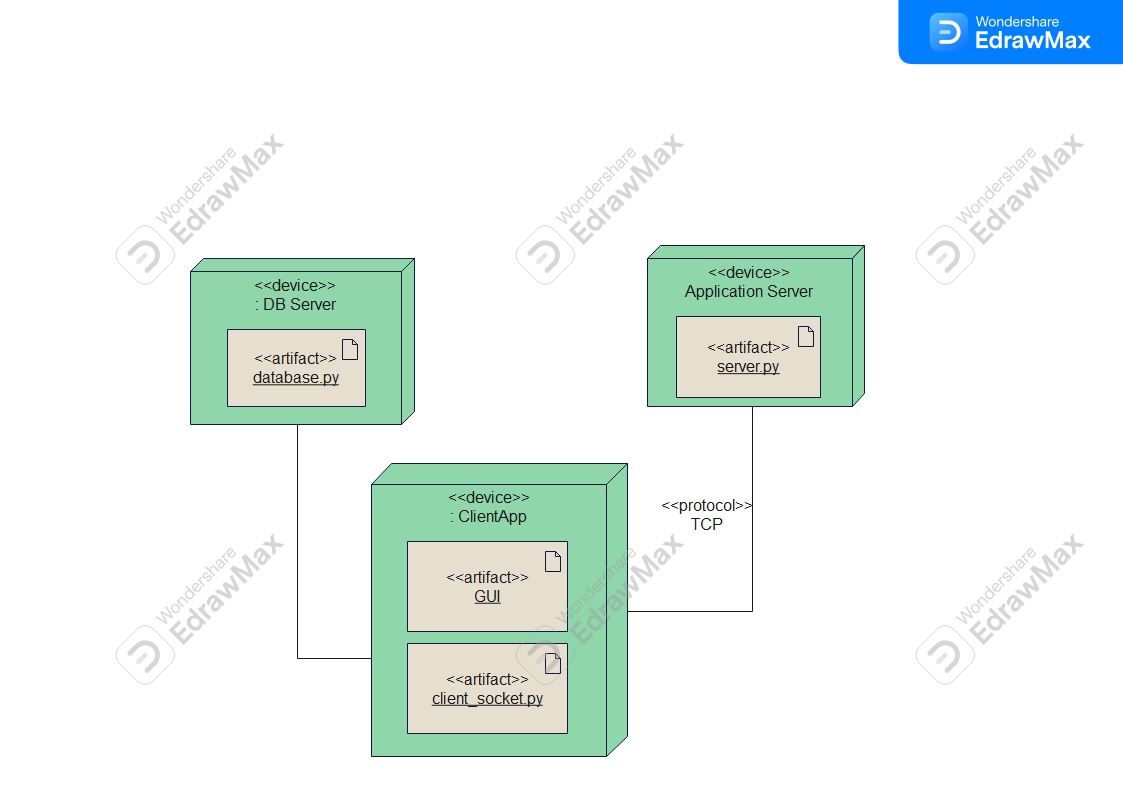 Wondershare
EdrawMax
Wondershare
EdrawMax
Wondershare
EdrawMax
Wondershare
EdrawMax
<<device>>
: DB Server
<<artifact>>
database.py
<<device>>
Application Server
<<artifact>>
server.py
<<device>>
: ClientApp
<<artifact>>
GUI
<<artifact>>
client_socket.py
<<protocol>>
TCP
Wondershare
EdrawMax
Wondershare
EdrawMax
Wondershare
EdrawMax